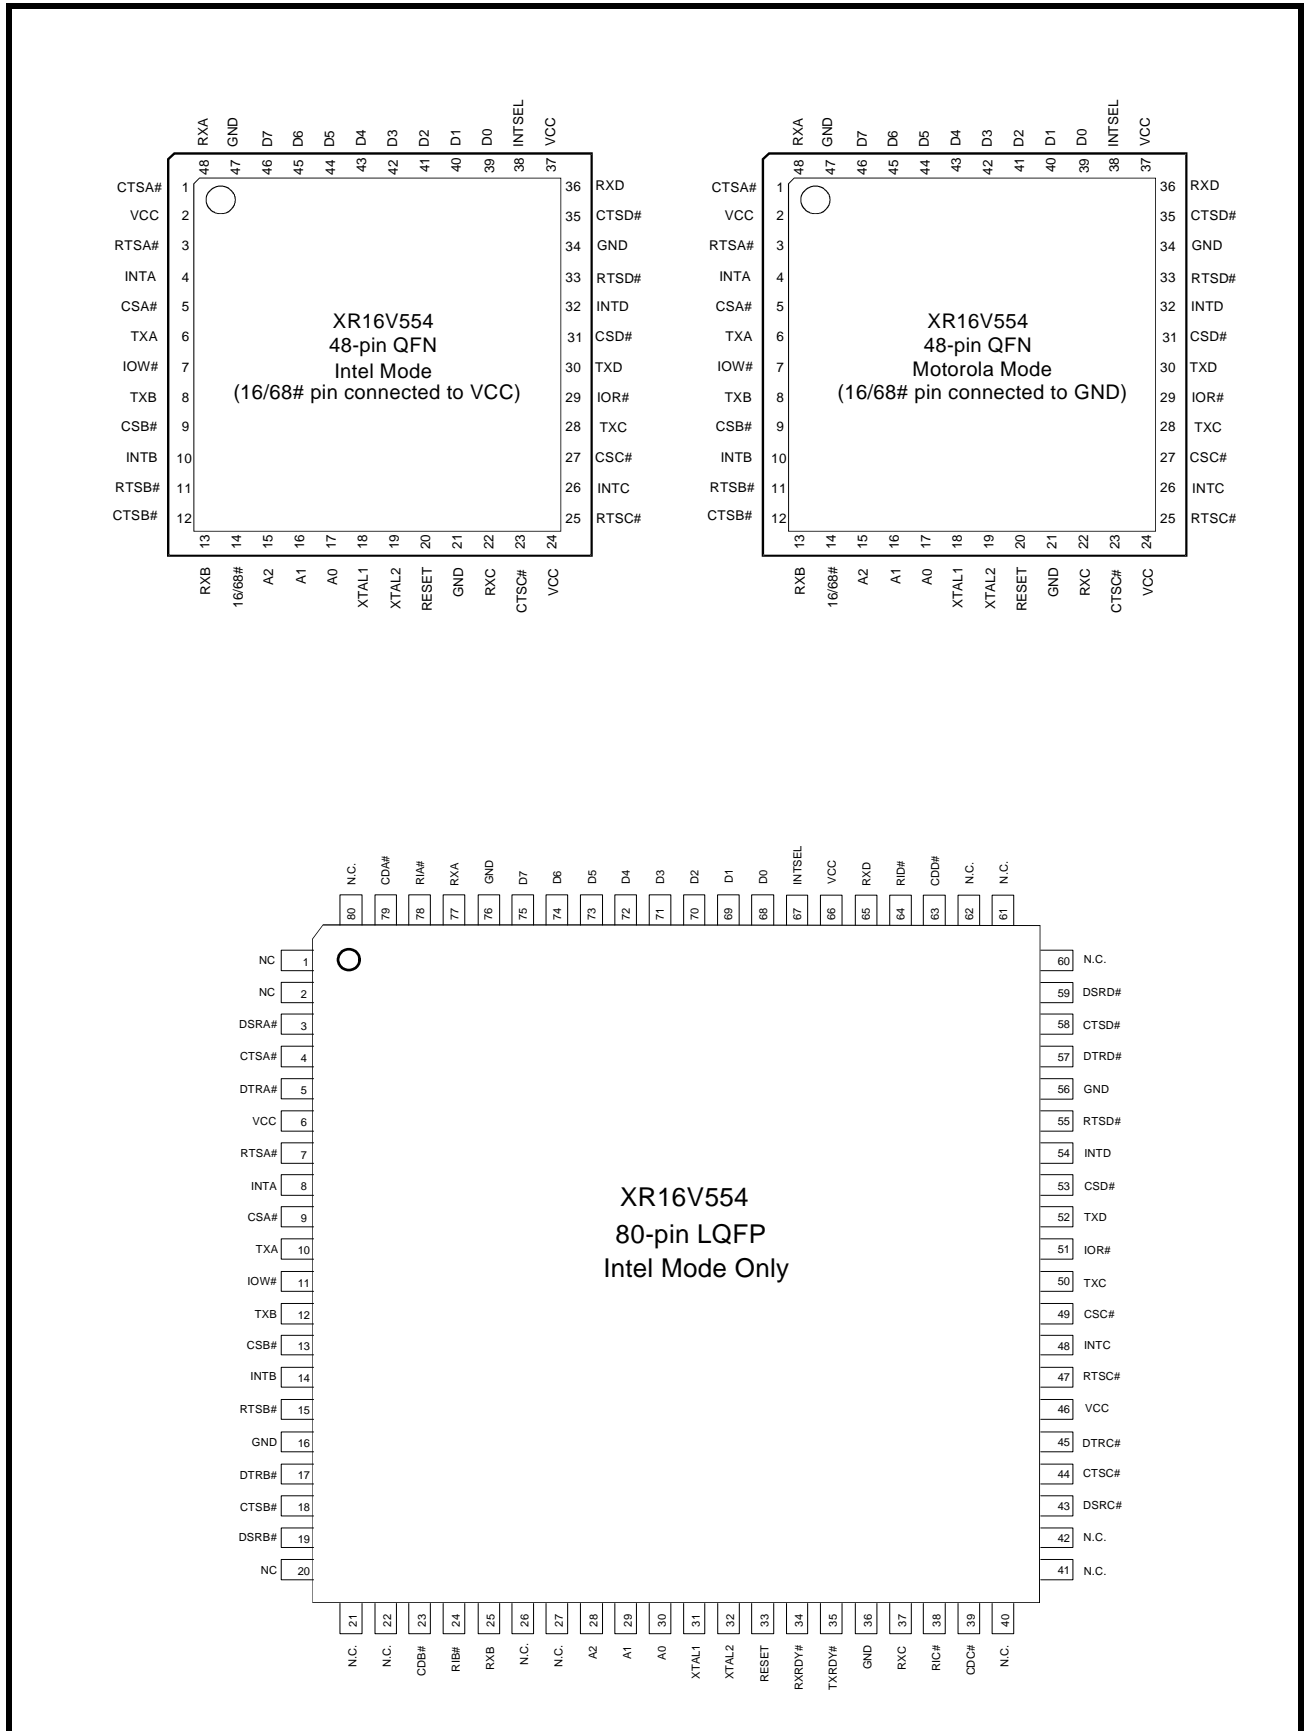 RXA GND D7 D6 D5 D4 D3 D2 D1 D0 INTSEL VCC
48 47 46 45 44 43 42 41 40 39 38 37
CTSA# 1 36 RXD
VCC 2 35 CTSD#
RTSA# 3 34 GND
INTA 4 33 RTSD#
CSA# 5 32 INTD
TXA 6 31 CSD#
IOW# 7 30 TXD
TXB 8 29 IOR#
CSB# 9 28 TXC
INTB 10 27 CSC#
RTSB# 11 26 INTC
CTSB# 12 25 RTSC#
XR16V554
48-pin QFN
Intel Mode
(16/68# pin connected to VCC)
13 14 15 16 17 18 19 20 21 22 23 24
RXB 16/68# A2 A1 A0 XTAL1 XTAL2 RESET GND RXC CTSC# VCC
RXA GND D7 D6 D5 D4 D3 D2 D1 D0 INTSEL VCC
48 47 46 45 44 43 42 41 40 39 38 37
CTSA# 1 36 RXD
VCC 2 35 CTSD#
RTSA# 3 34 GND
INTA 4 33 RTSD#
CSA# 5 32 INTD
TXA 6 31 CSD#
IOW# 7 30 TXD
TXB 8 29 IOR#
CSB# 9 28 TXC
INTB 10 27 CSC#
RTSB# 11 26 INTC
CTSB# 12 25 RTSC#
XR16V554
48-pin QFN
Motorola Mode
(16/68# pin connected to GND)
13 14 15 16 17 18 19 20 21 22 23 24
RXB 16/68# A2 A1 A0 XTAL1 XTAL2 RESET GND RXC CTSC# VCC
N.C. CDA# RIA# RXA GND D7 D6 D5 D4 D3 D2 D1 D0 INTSEL VCC RXD RID# CDD# N.C. N.C.
80 79 78 77 76 75 74 73 72 71 70 69 68 67 66 65 64 63 62 61
NC 1 60 N.C.
NC 2 59 DSRD#
DSRA# 3 58 CTSD#
CTSA# 4 57 DTRD#
DTRA# 5 56 GND
VCC 6 55 RTSD#
RTSA# 7 54 INTD
INTA 8 53 CSD#
CSA# 9 52 TXD
TXA 10 51 IOR#
IOW# 11 50 TXC
TXB 12 49 CSC#
CSB# 13 48 INTC
INTB 14 47 RTSC#
RTSB# 15 46 VCC
GND 16 45 DTRC#
DTRB# 17 44 CTSC#
CTSB# 18 43 DSRC#
DSRB# 19 42 N.C.
NC 20 41 N.C.
XR16V554
80-pin LQFP
Intel Mode Only
21 22 23 24 25 26 27 28 29 30 31 32 33 34 35 36 37 38 39 40
N.C. N.C. CDB# RIB# RXB N.C. N.C. A2 A1 A0 XTAL1 XTAL2 RESET RXRDY# TXRDY# GND RXC RIC# CDC# N.C.